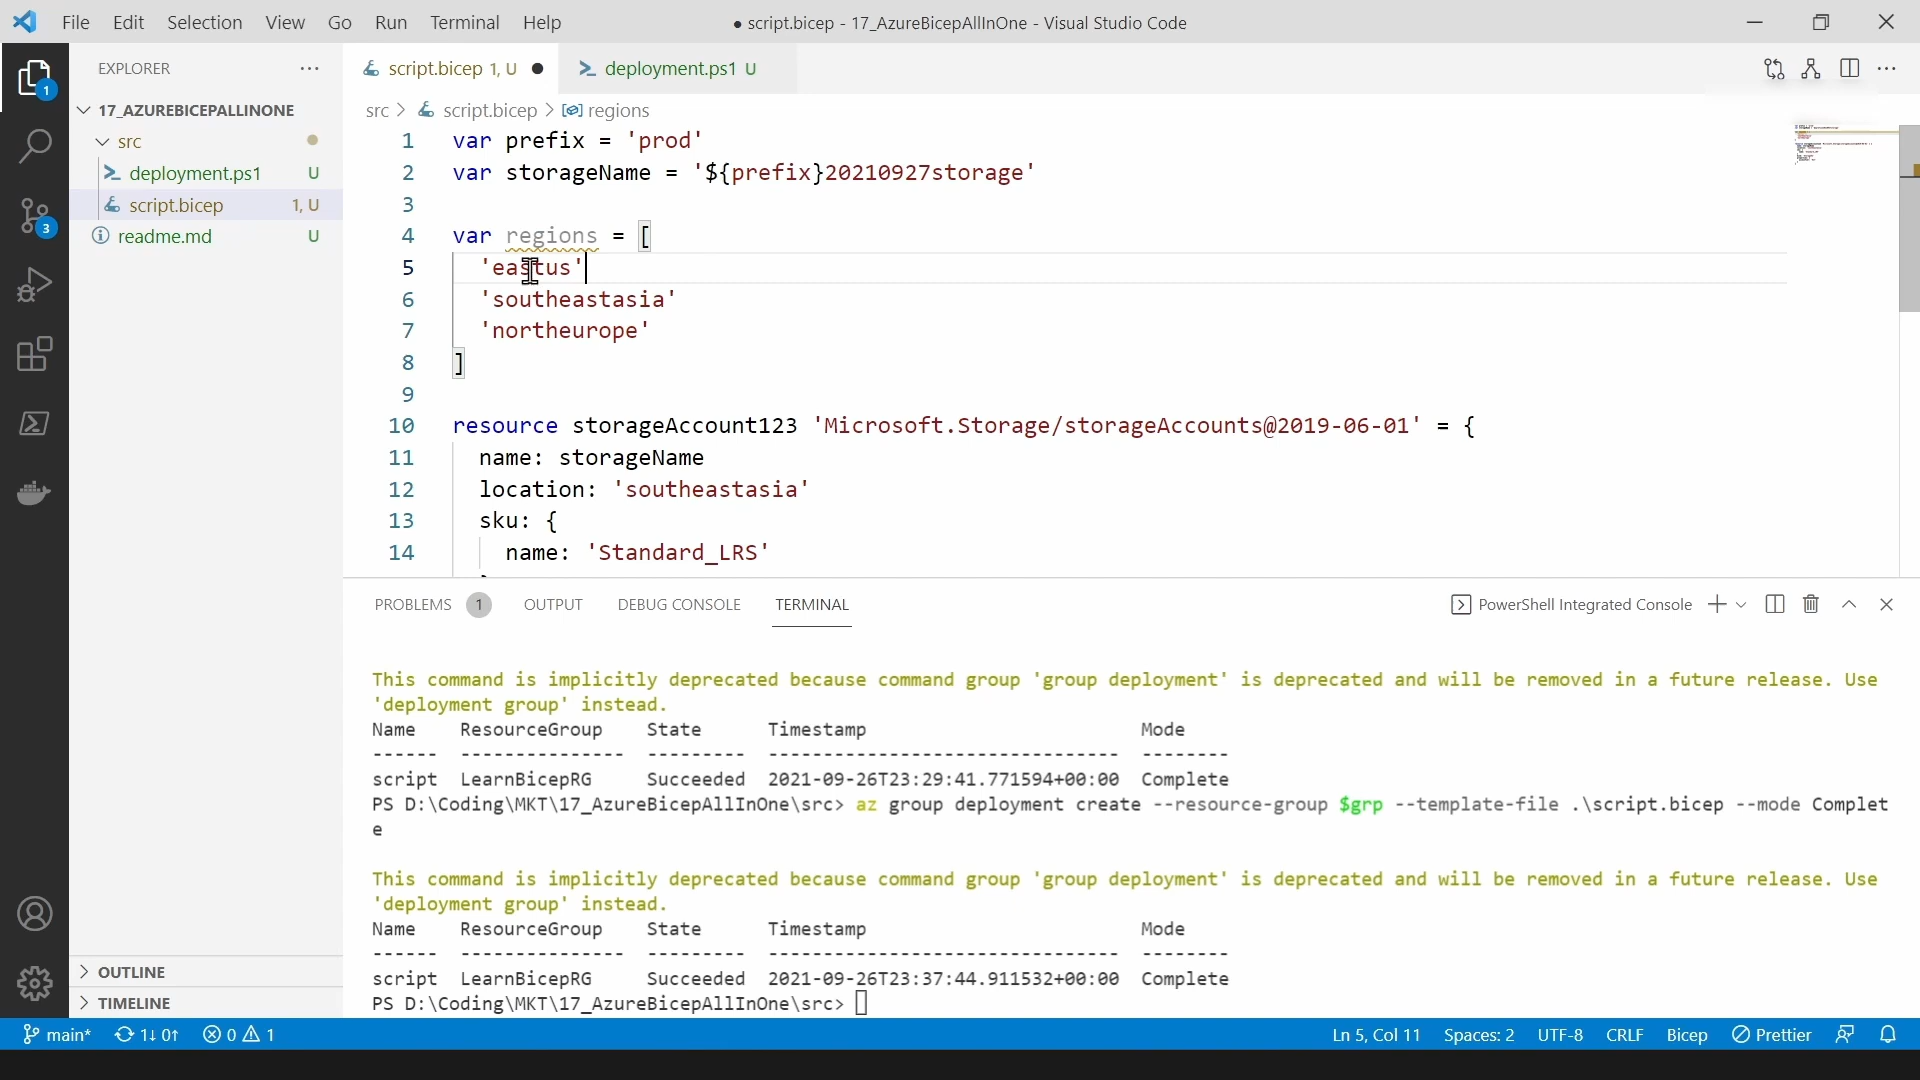 File Edit Selection View Go Run Terminal Help
● script.bicep - 17_AzureBicepAllInOne - Visual Studio Code
EXPLORER ...
17_AZUREBICEPALLINONE
src
deployment.ps1 U
script.bicep 1, U
readme.md U
OUTLINE
TIMELINE
1
3
script.bicep 1, U ●
deployment.ps1 U
src > script.bicep > regions
1 var prefix = 'prod'
2 var storageName = '${prefix}20210927storage'
3
4 var regions = [
5 'eastus'
6 'southeastasia'
7 'northeurope'
8 ]
9
10 resource storageAccount123 'Microsoft.Storage/storageAccounts@2019-06-01' = {
11 name: storageName
12 location: 'southeastasia'
13 sku: {
14 name: 'Standard_LRS'
PROBLEMS 1 OUTPUT DEBUG CONSOLE TERMINAL
PowerShell Integrated Console
This command is implicitly deprecated because command group 'group deployment' is deprecated and will be removed in a future release. Use
'deployment group' instead.
Name ResourceGroup State Timestamp Mode
------ --------------- --------- -------------------------------- --------
script LearnBicepRG Succeeded 2021-09-26T23:29:41.771594+00:00 Complete
PS D:\Coding\MKT\17_AzureBicepAllInOne\src> az group deployment create --resource-group $grp --template-file .\script.bicep --mode Complet
e
This command is implicitly deprecated because command group 'group deployment' is deprecated and will be removed in a future release. Use
'deployment group' instead.
Name ResourceGroup State Timestamp Mode
------ --------------- --------- -------------------------------- --------
script LearnBicepRG Succeeded 2021-09-26T23:37:44.911532+00:00 Complete
PS D:\Coding\MKT\17_AzureBicepAllInOne\src>
main* 1↓ 0↑ 0 1
Ln 5, Col 11 Spaces: 2 UTF-8 CRLF Bicep Prettier